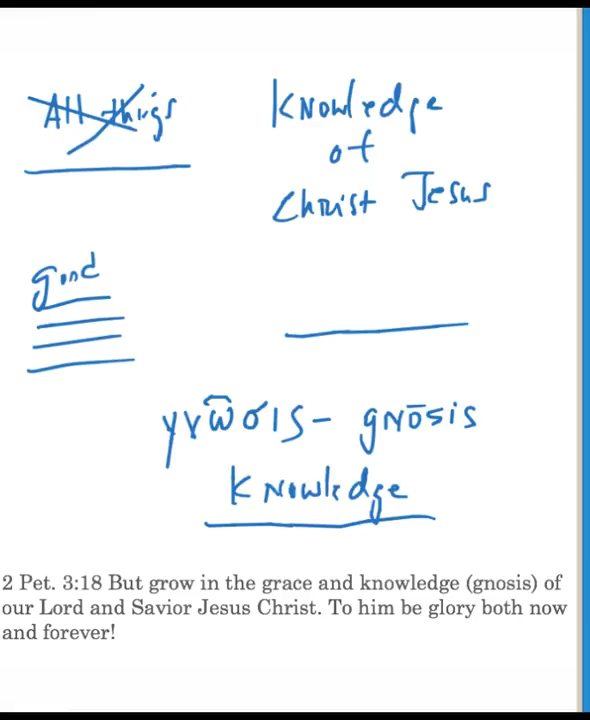 All things
Knowledge
of
Christ Jesus
good
γνῶσις - gnōsis
Knowledge
2 Pet. 3:18 But grow in the grace and knowledge (gnosis) of
our Lord and Savior Jesus Christ. To him be glory both now
and forever!